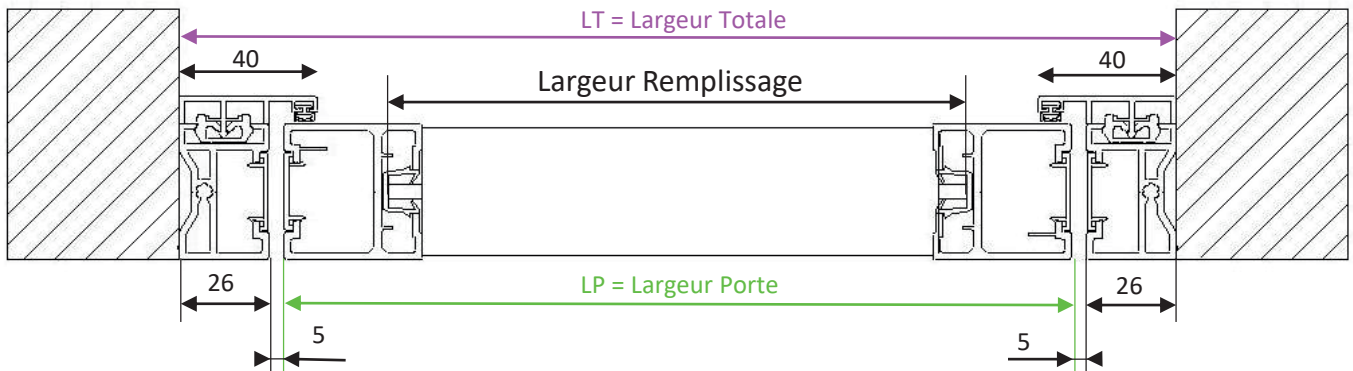 LT = Largeur Totale
40
40
Largeur Remplissage
26
LP = Largeur Porte
26
5
5